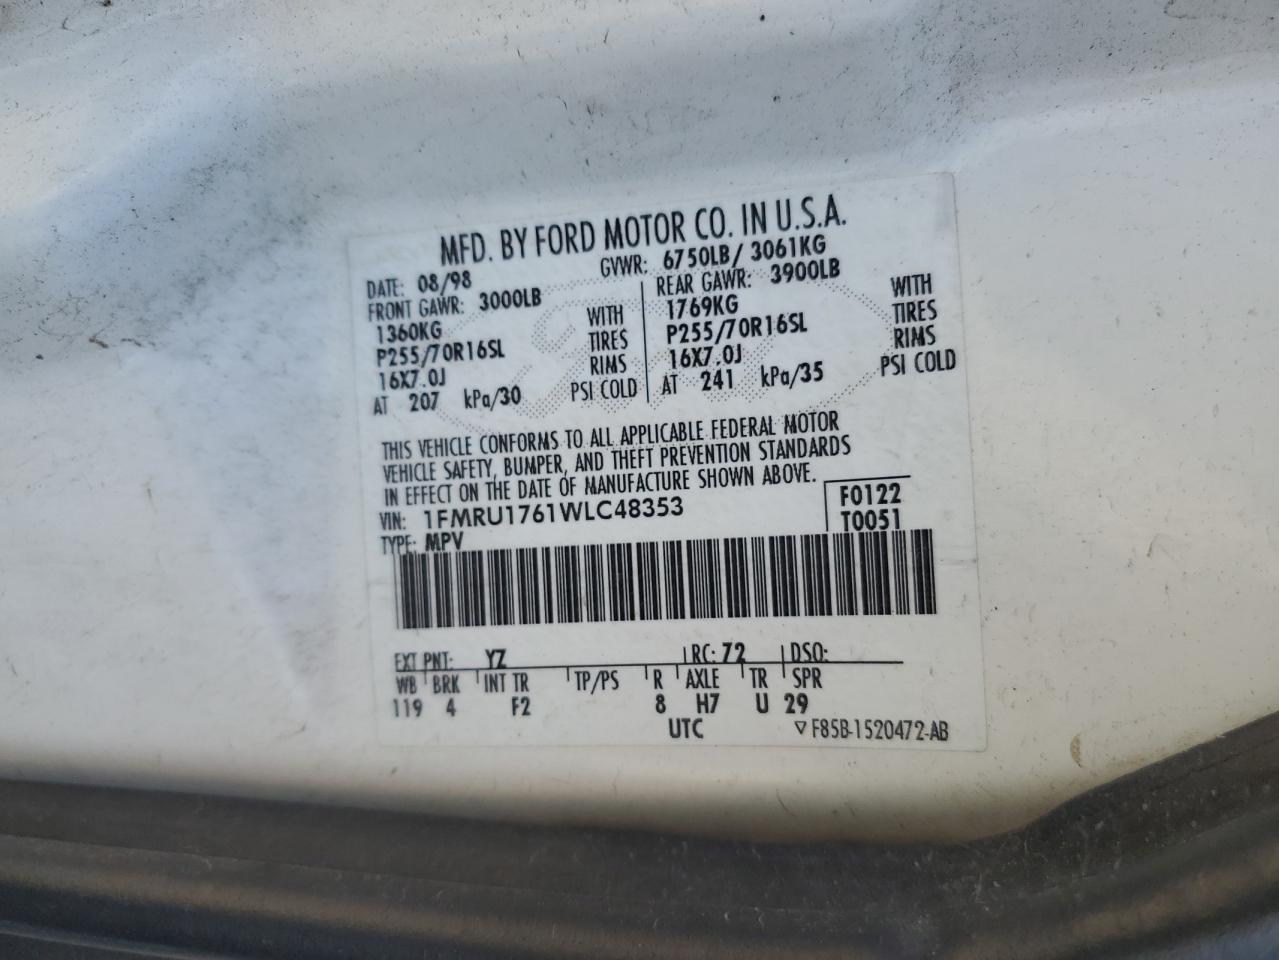 MFD. BY FORD MOTOR CO. IN U.S.A.
DATE: 08/98 GVWR: 6750LB/ 3061KG
FRONT GAWR: 3000LB REAR GAWR: 3900LB
1360KG WITH 1769KG WITH
P255/70R16SL TIRES P255/70R16SL TIRES
16X7.0J RIMS 16X7.0J RIMS
AT 207 kPa/30 PSI COLD AT 241 kPa/35 PSI COLD
THIS VEHICLE CONFORMS TO ALL APPLICABLE FEDERAL MOTOR
VEHICLE SAFETY, BUMPER, AND THEFT PREVENTION STANDARDS
IN EFFECT ON THE DATE OF MANUFACTURE SHOWN ABOVE.
VIN: 1FMRU1761WLC48353 F0122
TYPE: MPV T0051
EXT PNT: YZ RC: 72 DSO:
WB BRK INT TR TP/PS R AXLE TR SPR
119 4 F2 8 H7 U 29
UTC ▽F85B-1520472-AB